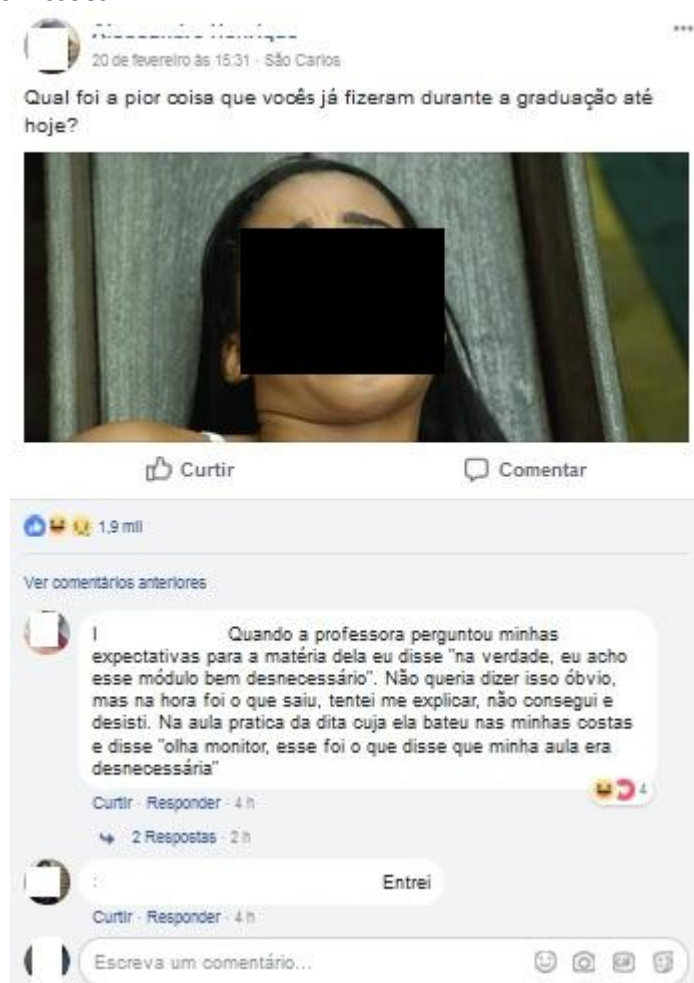 20 de fevereiro às 15:31 · São Carlos
Qual foi a pior coisa que vocês já fizeram durante a graduação até
hoje?
Curtir
Comentar
1,9 mil
Ver comentários anteriores
Quando a professora perguntou minhas
expectativas para a matéria dela eu disse "na verdade, eu acho
esse módulo bem desnecessário". Não queria dizer isso óbvio,
mas na hora foi o que saiu, tentei me explicar, não consegui e
desisti. Na aula pratica da dita cuja ela bateu nas minhas costas
e disse "olha monitor, esse foi o que disse que minha aula era
desnecessária"
4
Curtir · Responder · 4 h
2 Respostas · 2 h
Entrei
Curtir · Responder · 4 h
Escreva um comentário...
GIF